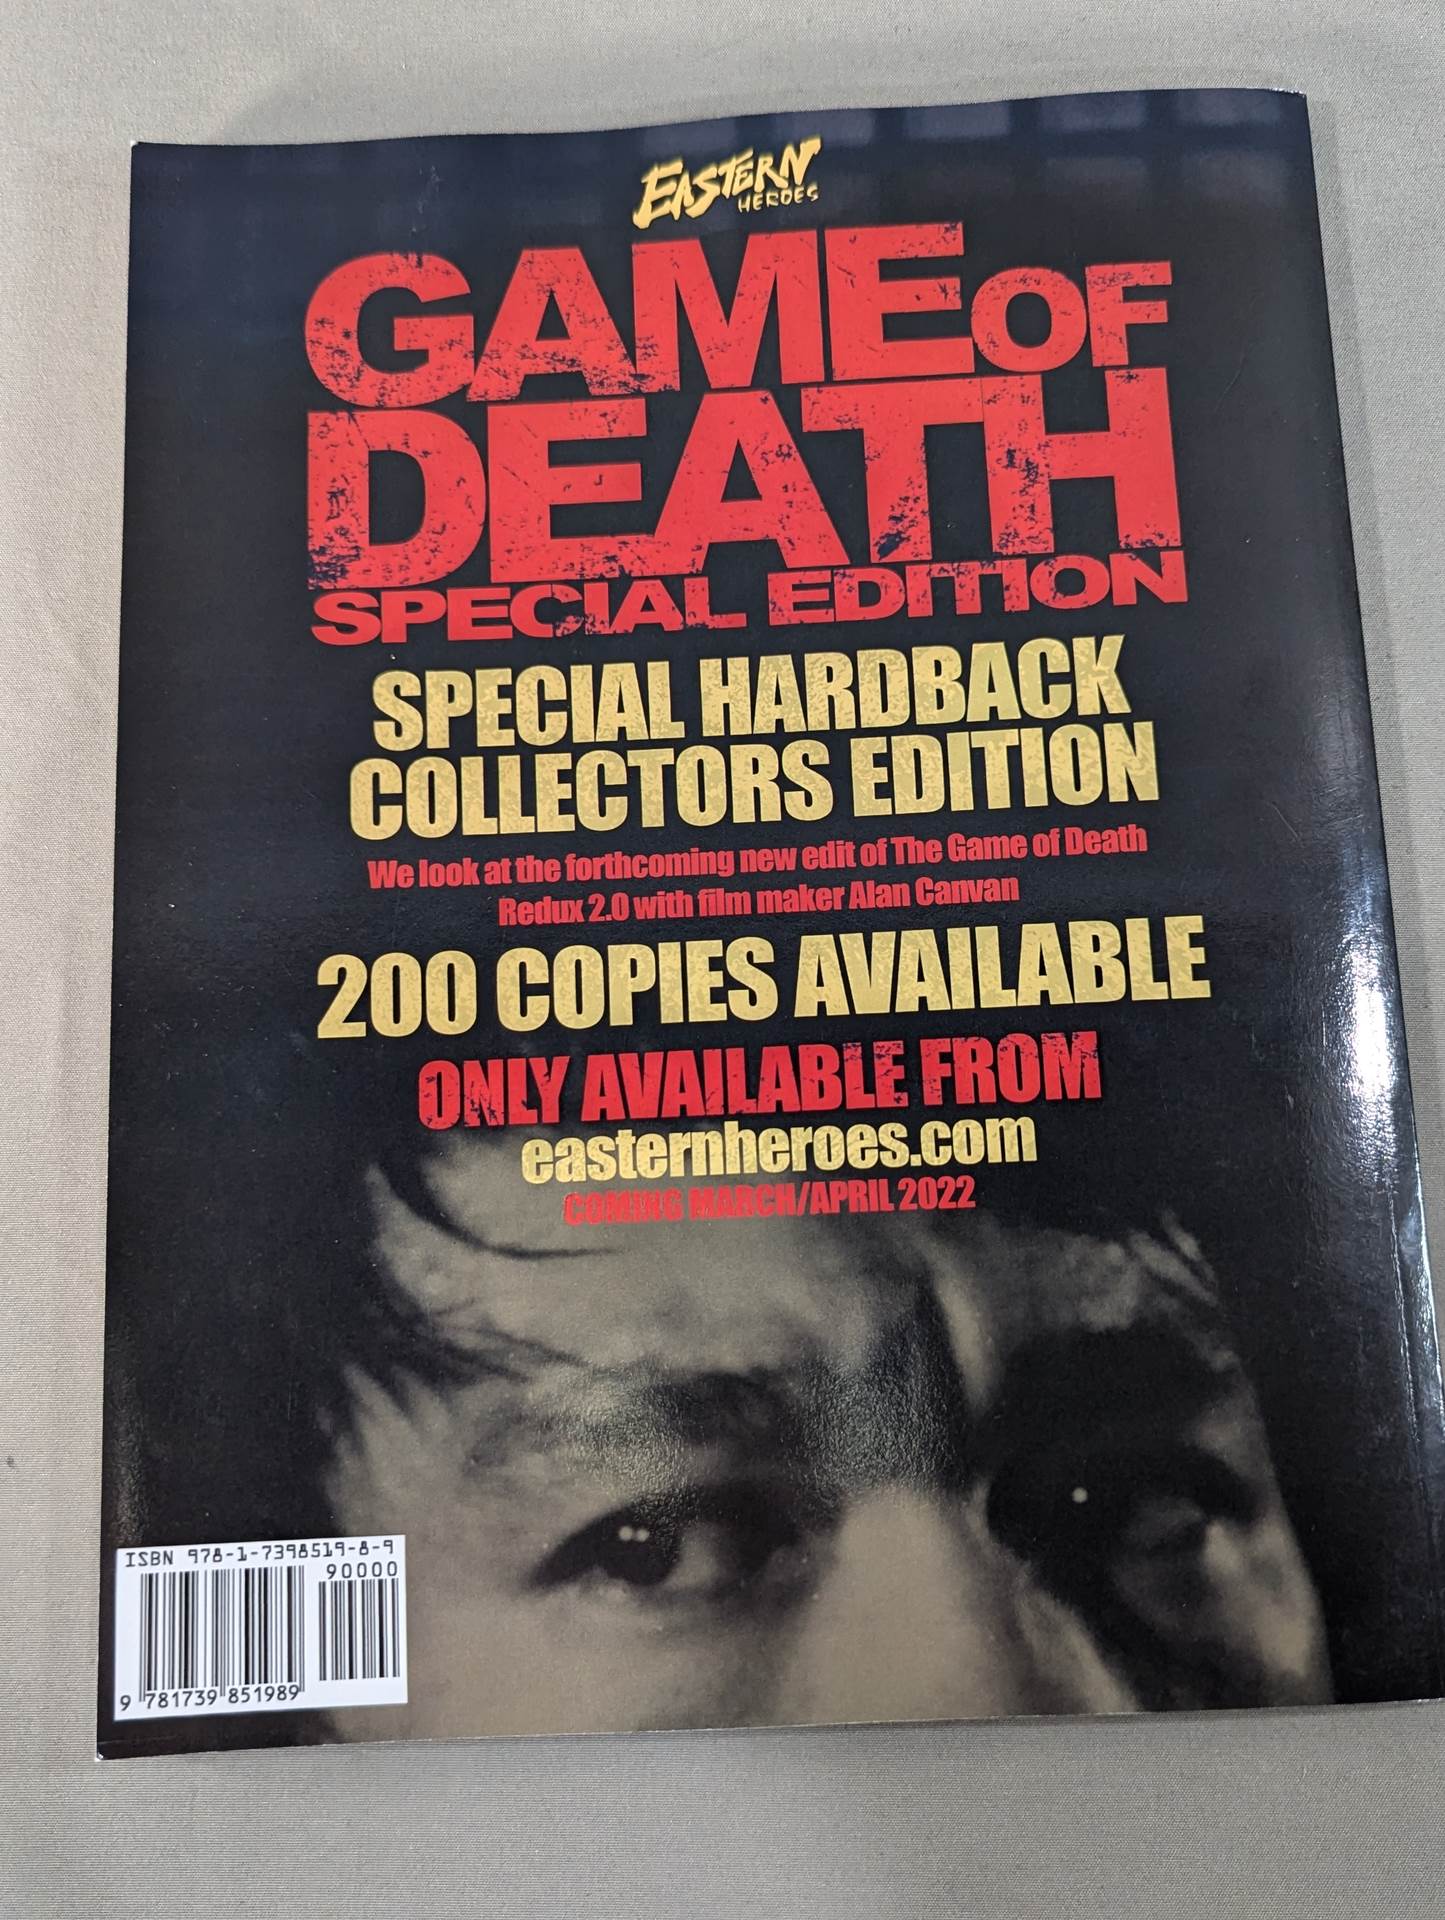 EASTERN
HEROES
GAME OF
DEATH
SPECIAL EDITION
SPECIAL HARDBACK
COLLECTORS EDITION
We look at the forthcoming new edit of The Game of Death
Redux 2.0 with film maker Alan Canvan
200 COPIES AVAILABLE
ONLY AVAILABLE FROM
easternheroes.com
COMING MARCH/APRIL 2022
ISBN 978-1-7398519-8-9
90000
9 781739 851989